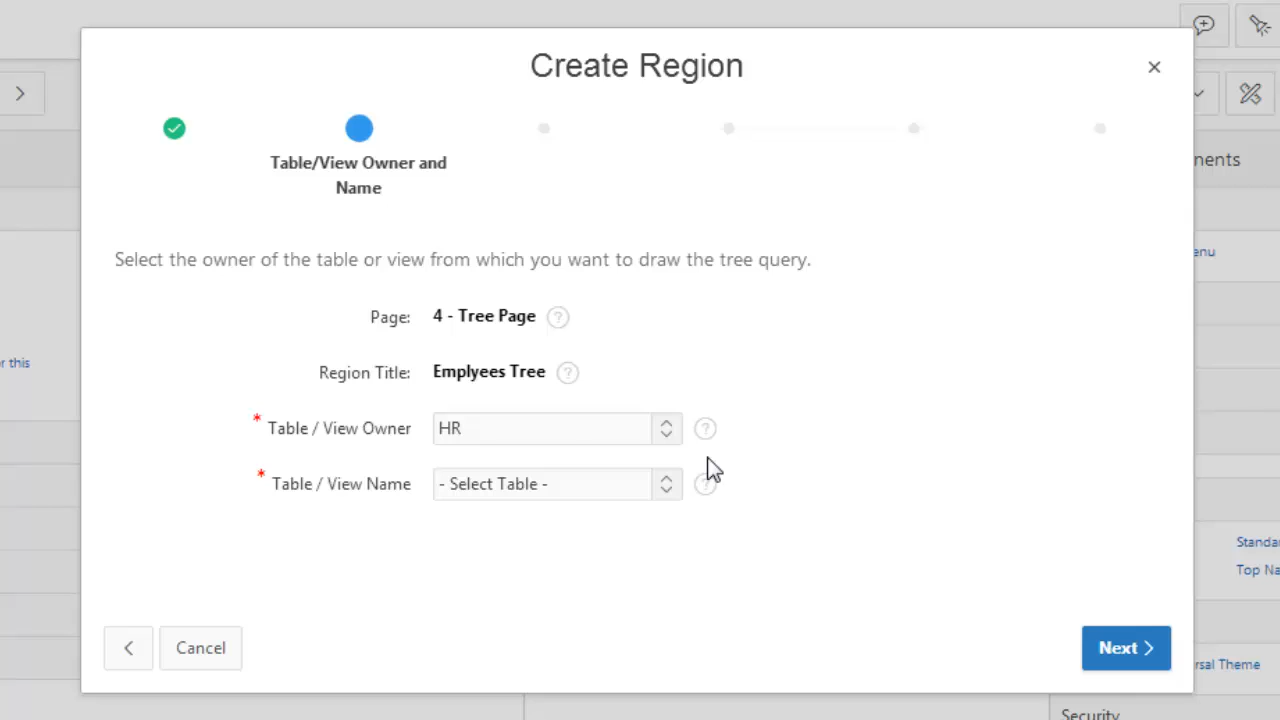 Create Region
Table/View Owner and
Name
Select the owner of the table or view from which you want to draw the tree query.
Page: 4 - Tree Page
Region Title: Emplyees Tree
* Table / View Owner HR
* Table / View Name - Select Table -
Cancel
Next
nents
enu
r this
Standa
Top Na
rsal Theme
Security